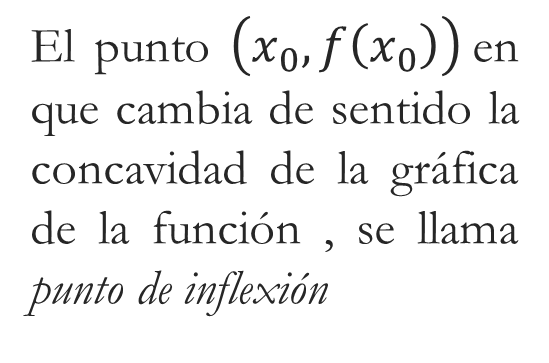 El punto (x₀, f(x₀)) en
que cambia de sentido la
concavidad de la gráfica
de la función , se llama
punto de inflexión